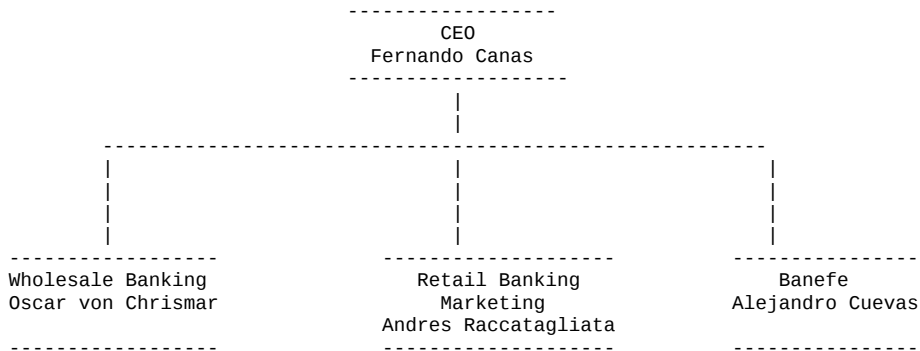 CEO
Fernando Canas
Wholesale Banking
Oscar von Chrismar
Retail Banking
Marketing
Andres Raccatagliata
Banefe
Alejandro Cuevas